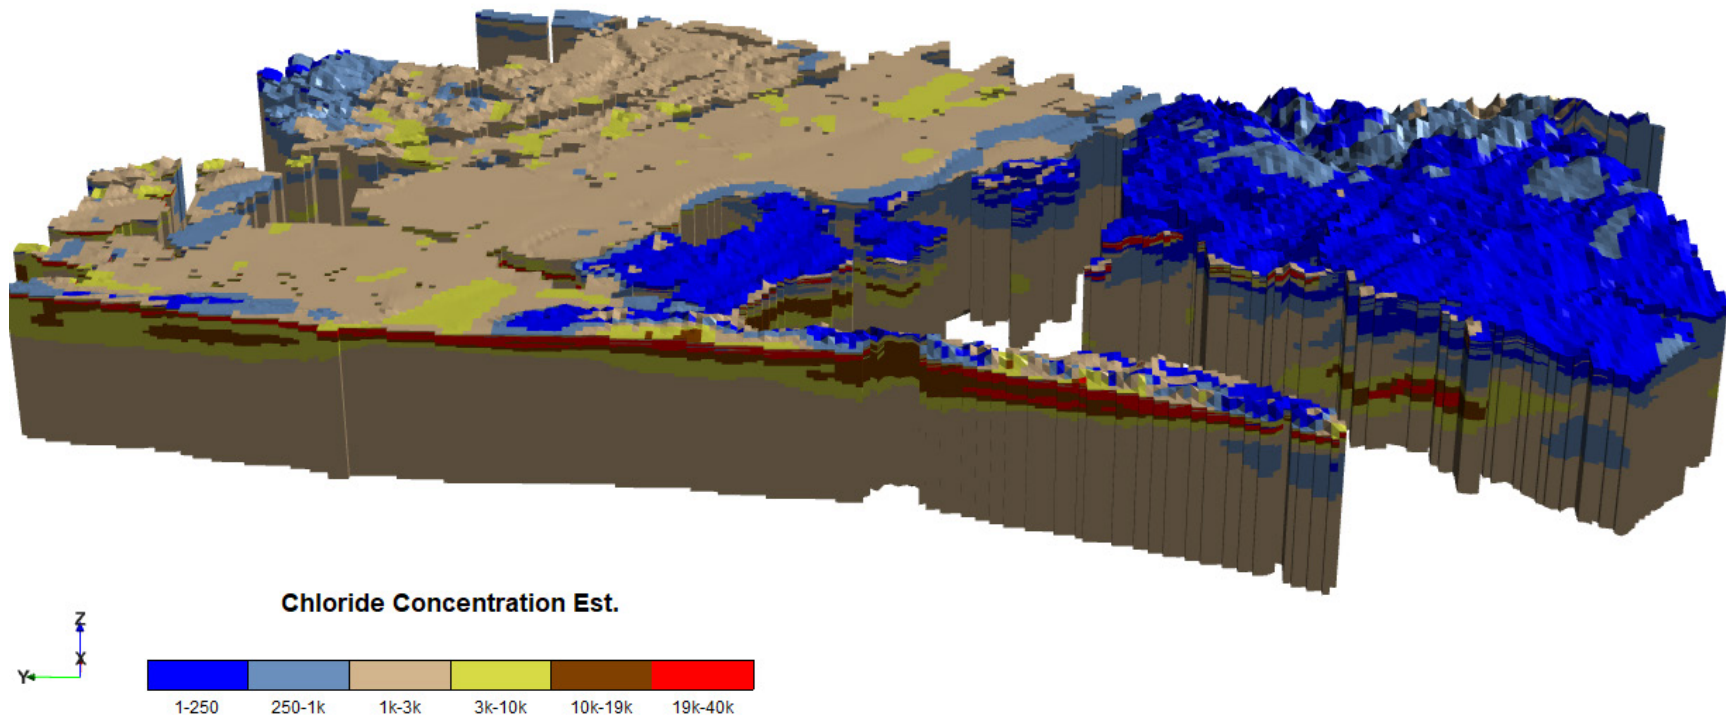 Chloride Concentration Est.
Z
X
Y
1-250 250-1k 1k-3k 3k-10k 10k-19k 19k-40k